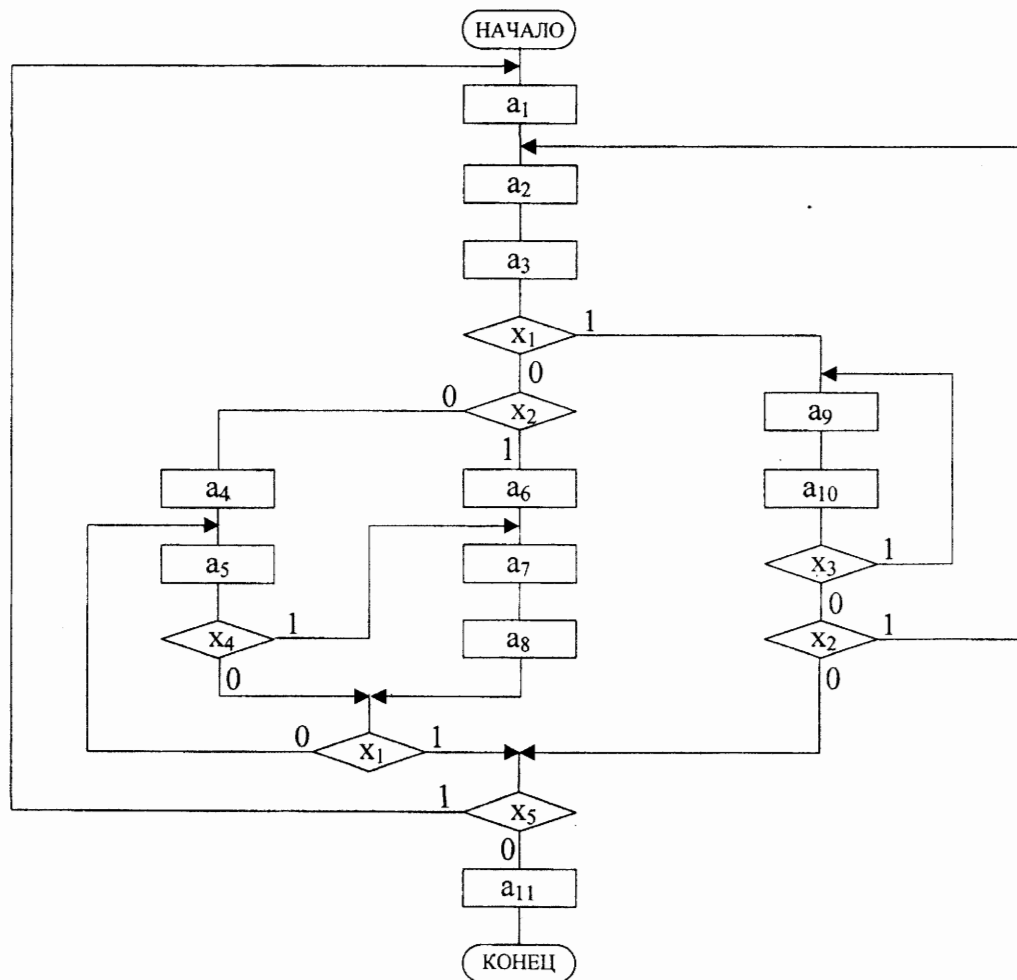 НАЧАЛО
a₁
a₂
a₃
x₁ 1
0
0 x₂
1
a₄ a₆ a₉
a₁₀
a₅ a₇ x₃ 1
0
x₄ 1 a₈ x₂ 1
0 0
0 x₁ 1
1 x₅
0
a₁₁
КОНЕЦ